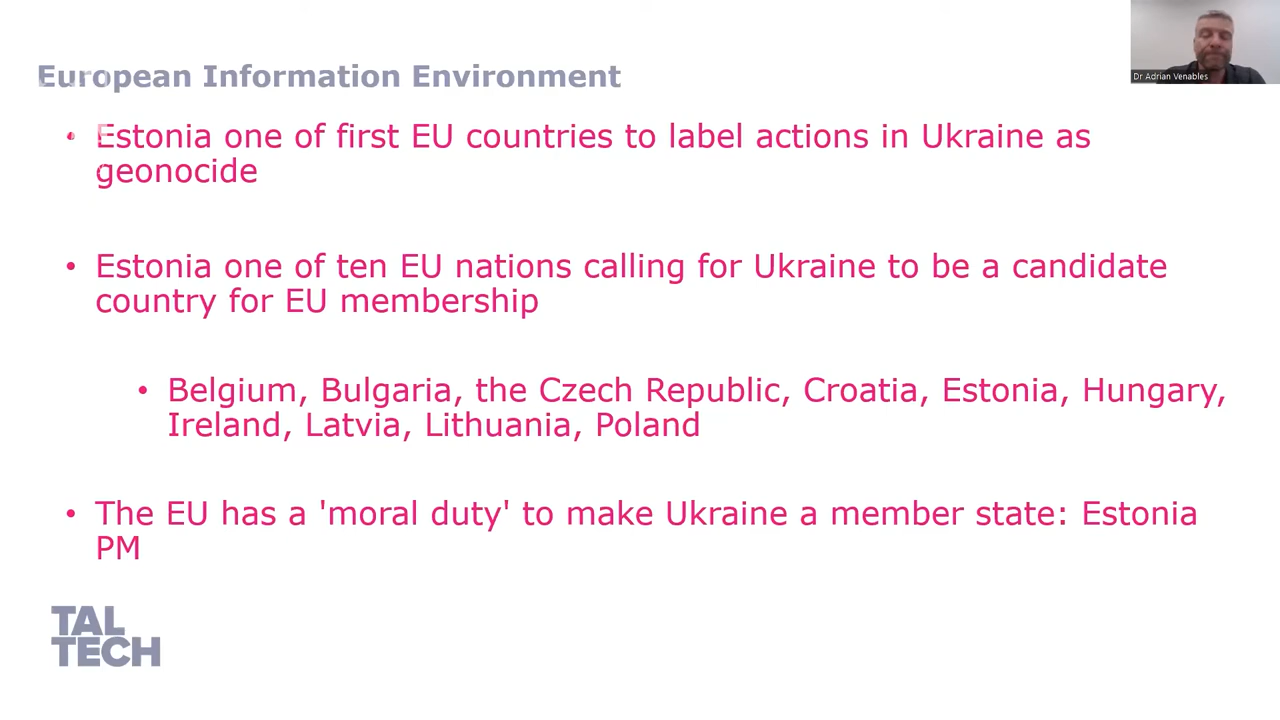 European Information Environment
Dr Adrian Venables
• Estonia one of first EU countries to label actions in Ukraine as
geonocide
• Estonia one of ten EU nations calling for Ukraine to be a candidate
country for EU membership
• Belgium, Bulgaria, the Czech Republic, Croatia, Estonia, Hungary,
Ireland, Latvia, Lithuania, Poland
• The EU has a 'moral duty' to make Ukraine a member state: Estonia
PM
TAL
TECH